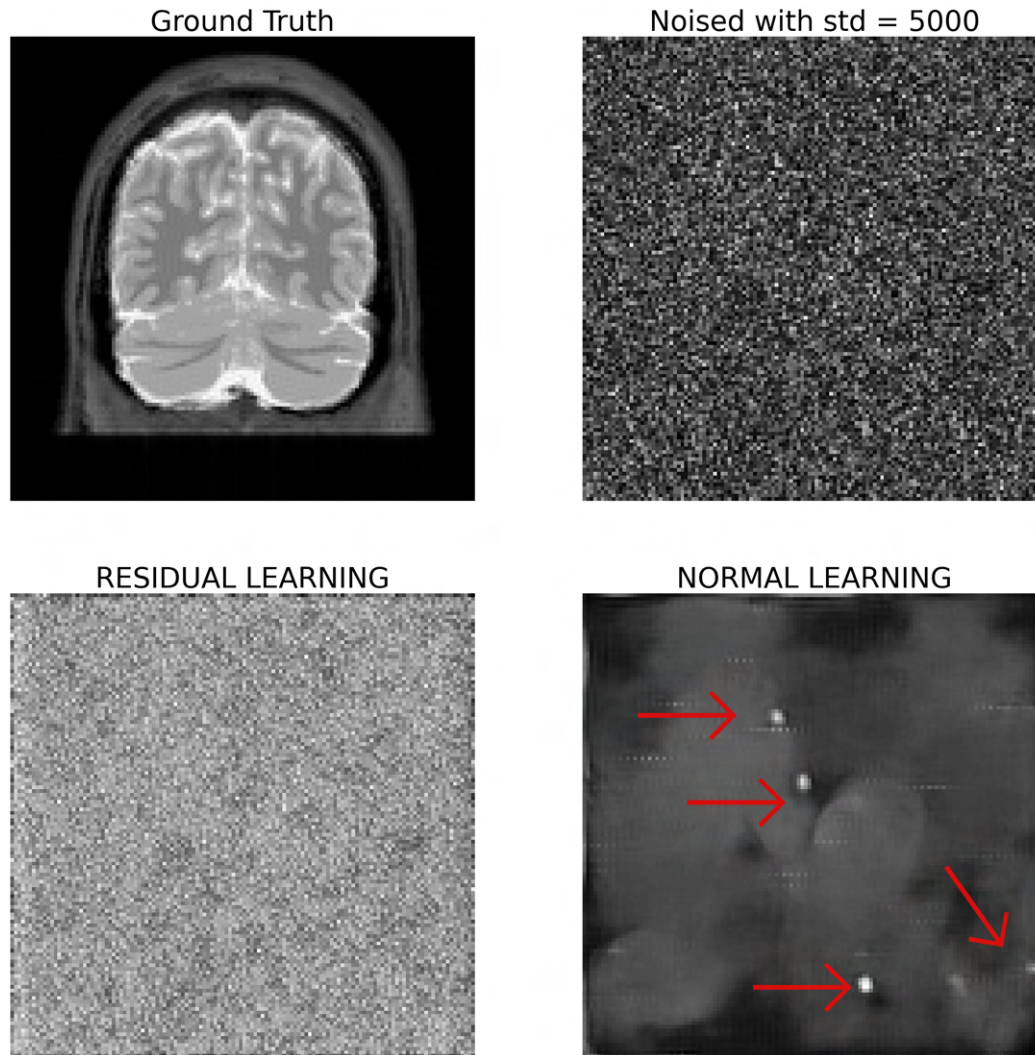 Ground Truth
Noised with std = 5000
RESIDUAL LEARNING
NORMAL LEARNING